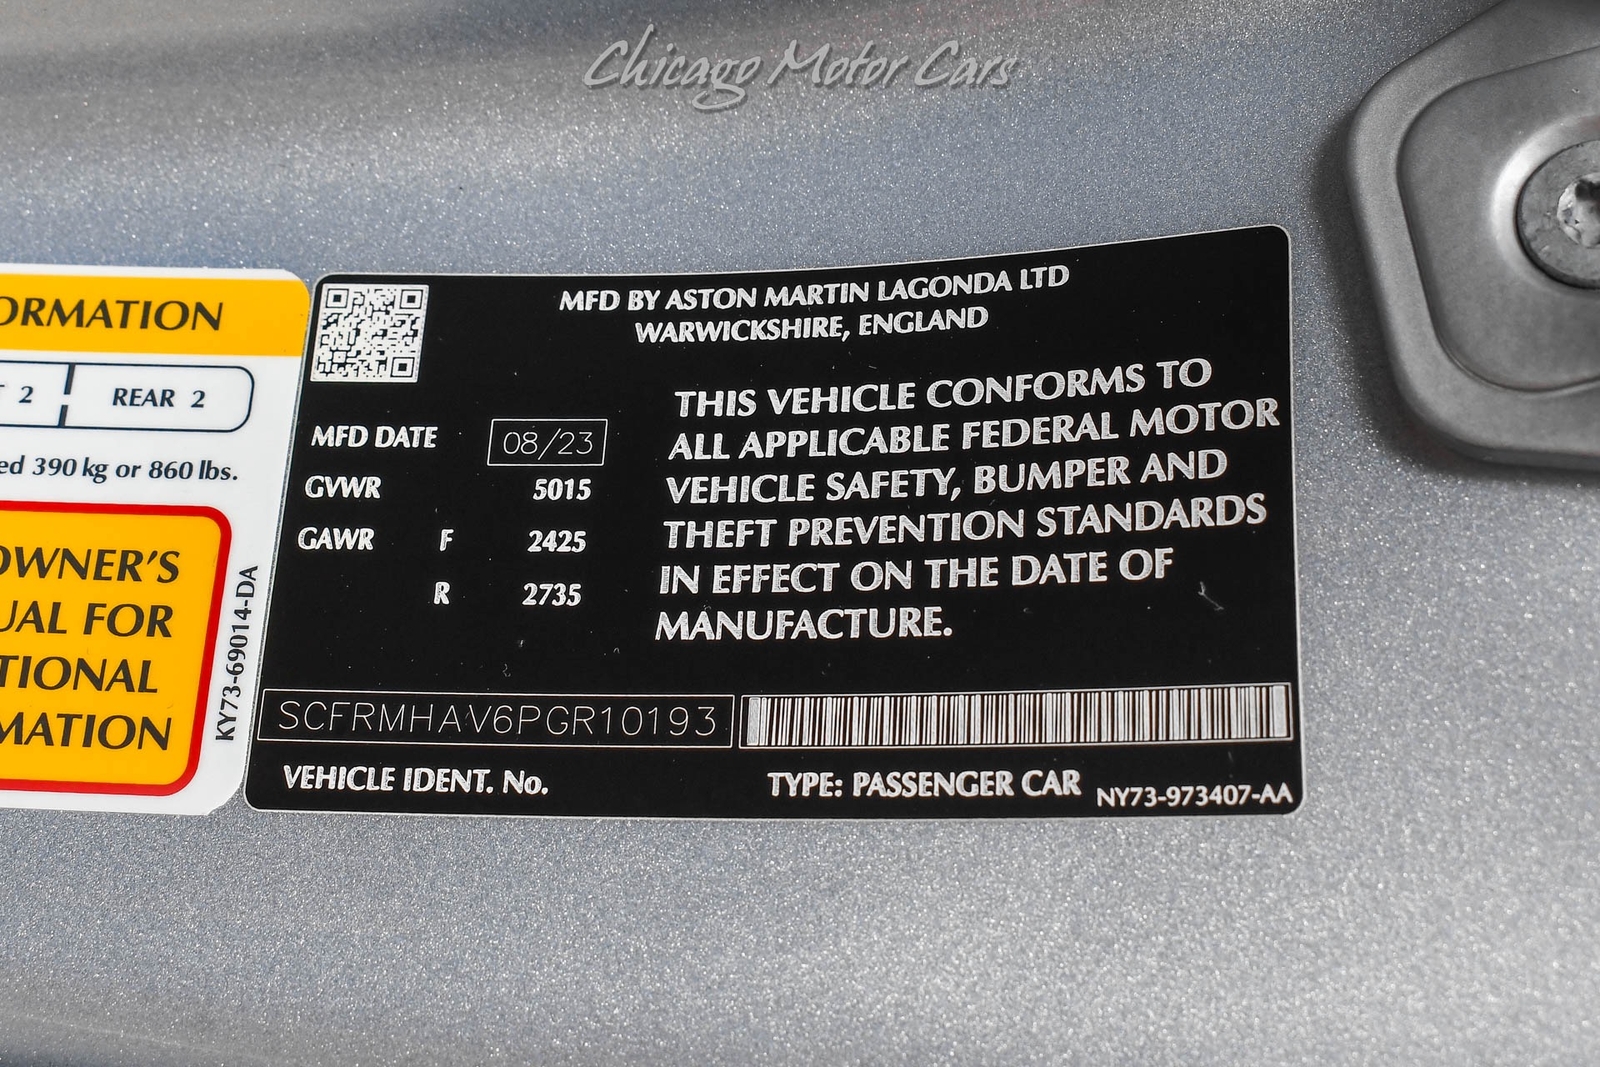 Chicago Motor Cars
ORMATION
2
REAR 2
ed 390 kg or 860 lbs.
OWNER'S
UAL FOR
TIONAL
MATION
KY73-69014-DA
MFD BY ASTON MARTIN LAGONDA LTD
WARWICKSHIRE, ENGLAND
MFD DATE 08/23
GVWR 5015
GAWR F 2425
R 2735
THIS VEHICLE CONFORMS TO
ALL APPLICABLE FEDERAL MOTOR
VEHICLE SAFETY, BUMPER AND
THEFT PREVENTION STANDARDS
IN EFFECT ON THE DATE OF
MANUFACTURE.
SCFRMHAV6PGR10193
VEHICLE IDENT. No.
TYPE: PASSENGER CAR
NY73-973407-AA